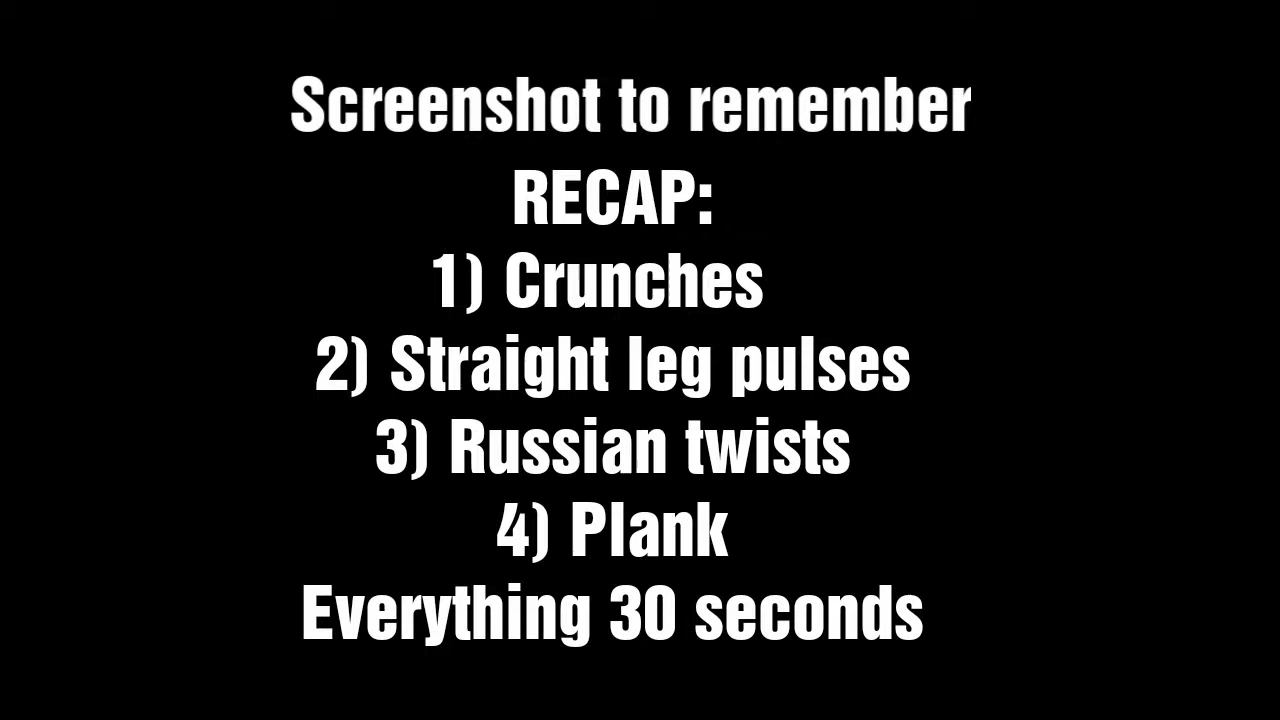 Screenshot to remember
RECAP:
1) Crunches
2) Straight leg pulses
3) Russian twists
4) Plank
Everything 30 seconds